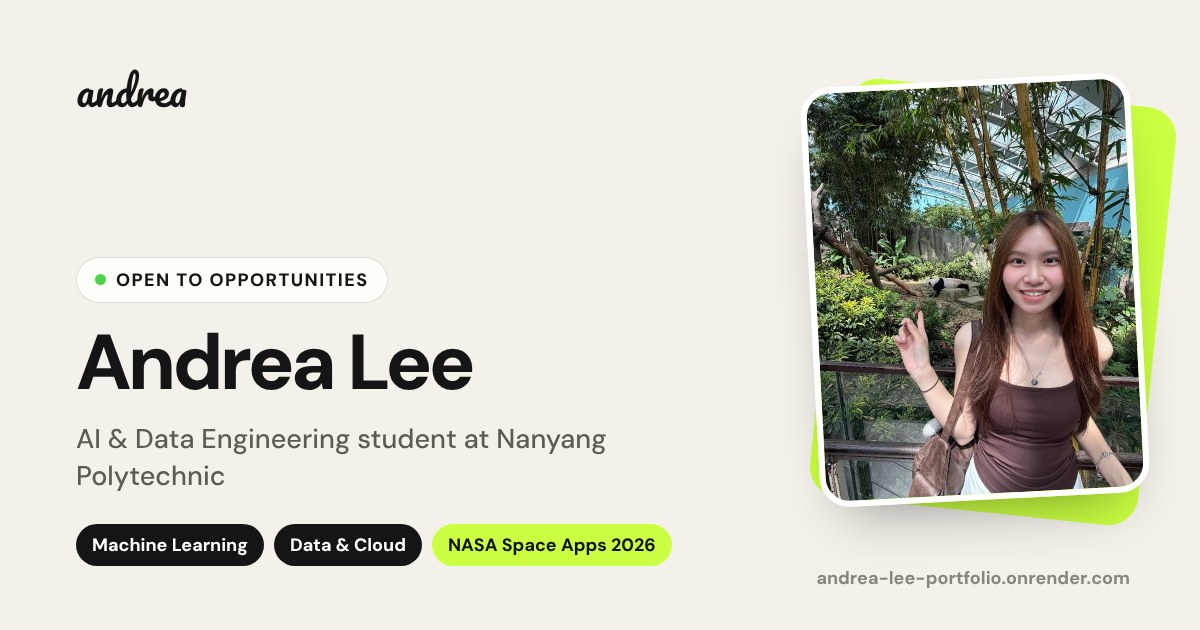 andrea
OPEN TO OPPORTUNITIES
Andrea Lee
AI & Data Engineering student at Nanyang
Polytechnic
Machine Learning
Data & Cloud
NASA Space Apps 2026
andrea-lee-portfolio.onrender.com